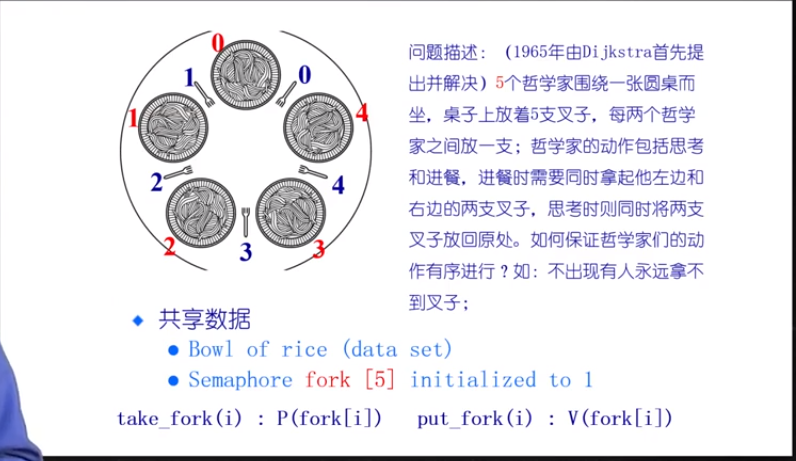 0
1
0
1
4
2
4
2
3
3
问题描述：（1965年由Dijkstra首先提
出并解决）5个哲学家围绕一张圆桌而
坐，桌子上放着5支叉子，每两个哲学
家之间放一支；哲学家的动作包括思考
和进餐，进餐时需要同时拿起他左边和
右边的两支叉子，思考时则同时将两支
叉子放回原处。如何保证哲学家们的动
作有序进行？如：不出现有人永远拿不
到叉子；
共享数据
Bowl of rice (data set)
Semaphore fork [5] initialized to 1
take_fork(i) : P(fork[i]) put_fork(i) : V(fork[i])